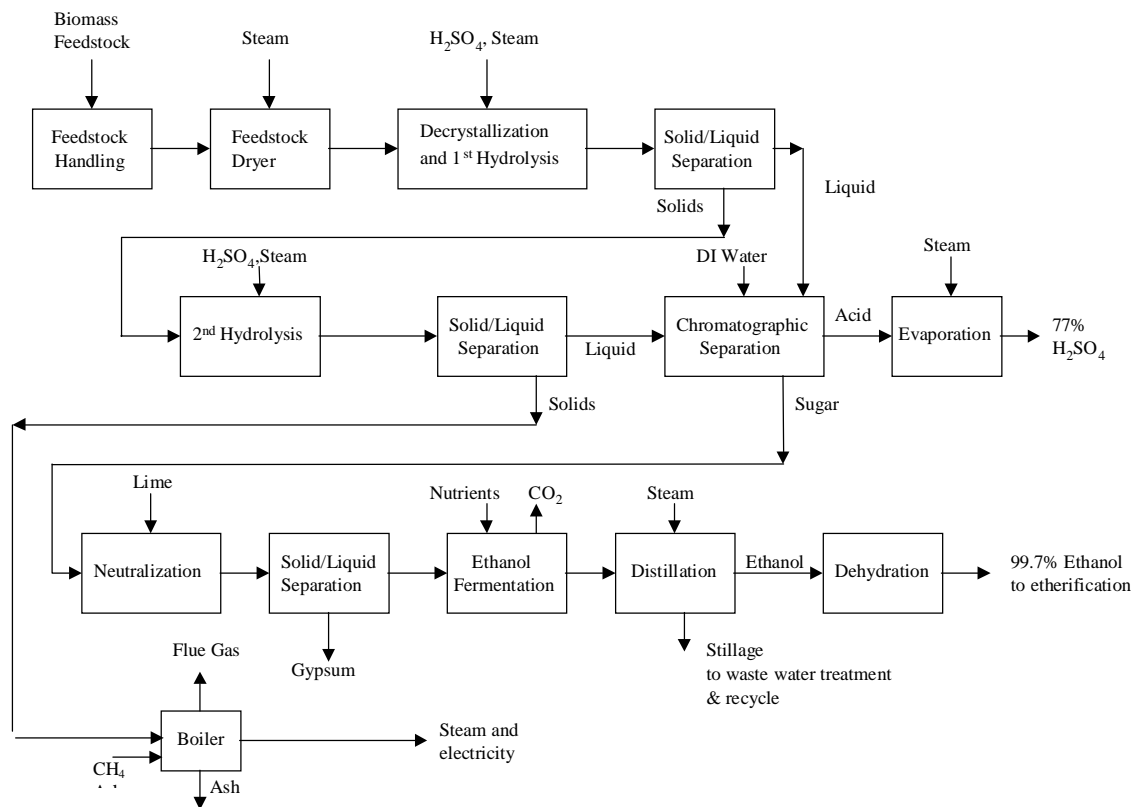 Biomass
Feedstock
Steam
H₂SO₄, Steam
Feedstock
Handling
Feedstock
Dryer
Decrystallization
and 1st Hydrolysis
Solid/Liquid
Separation
Liquid
Solids
H₂SO₄,Steam
DI Water
Steam
2nd Hydrolysis
Solid/Liquid
Separation
Liquid
Chromatographic
Separation
Acid
Evaporation
77%
H₂SO₄
Solids
Sugar
Lime
Nutrients
CO₂
Steam
Neutralization
Solid/Liquid
Separation
Ethanol
Fermentation
Distillation
Ethanol
Dehydration
99.7% Ethanol
to etherification
Flue Gas
Gypsum
Stillage
to waste water treatment
& recycle
Boiler
Steam and
electricity
CH₄
Ash